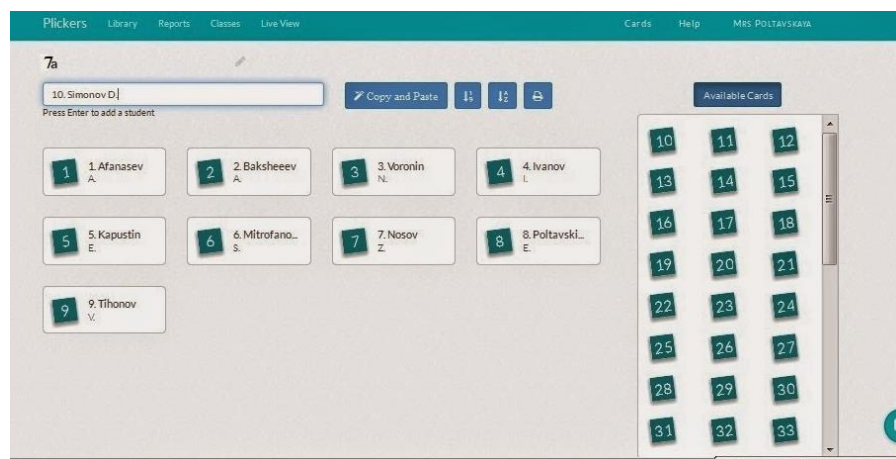 Plickers Library Reports Classes Live View Cards Help MRS POLTAVSKAYA
7a
10. Simonov D.
Copy and Paste
Available Cards
Press Enter to add a student
1 1. Afanasev
A.
2 2. Baksheeev
A.
3 3. Voronin
N.
4 4. Ivanov
I.
5 5. Kapustin
E.
6 6. Mitrofano...
S.
7 7. Nosov
Z.
8 8. Poltavski...
E.
9 9. Tihonov
V.
10 11 12
13 14 15
16 17 18
19 20 21
22 23 24
25 26 27
28 29 30
31 32 33